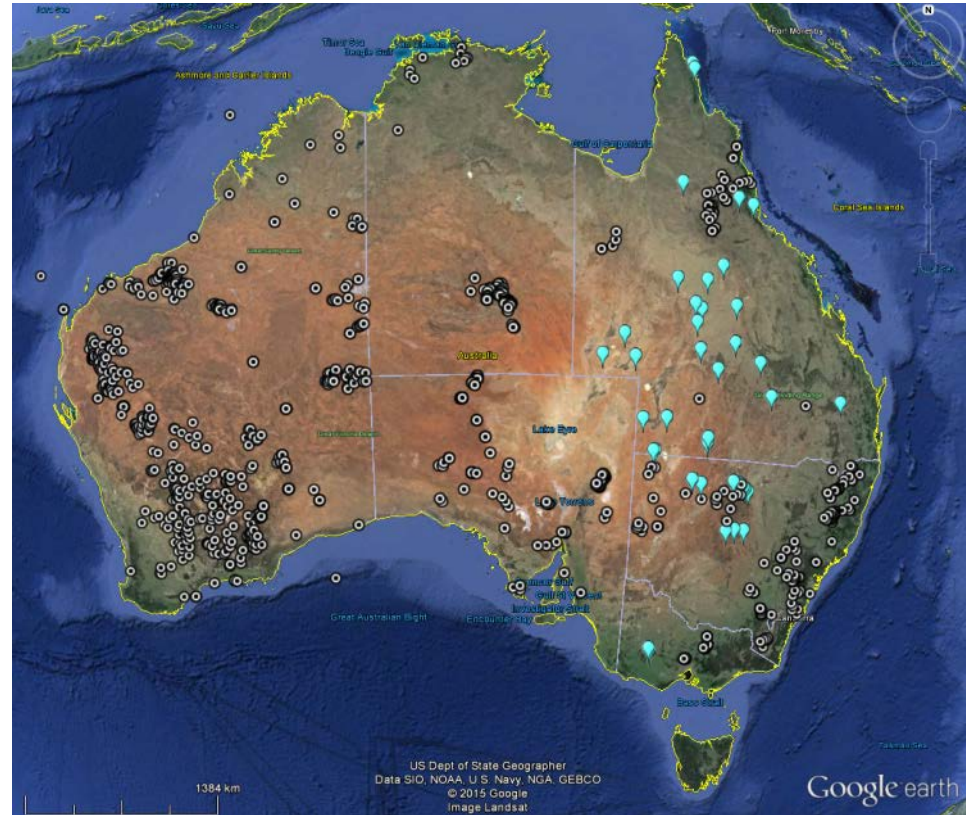 N
Port Moresby
Timor Sea
Beagle Gulf
Ashmore and Cartier Islands
Gulf of Carpentaria
Coral Sea Islands
Australia
Lake Eyre
Lake Torrens
Great Australian Bight
Investigator Strait
Encounter Bay
Bass Strait
Tasman Sea
US Dept of State Geographer
Data SIO, NOAA, U.S. Navy, NGA, GEBCO
© 2015 Google
Image Landsat
1384 km
Google earth